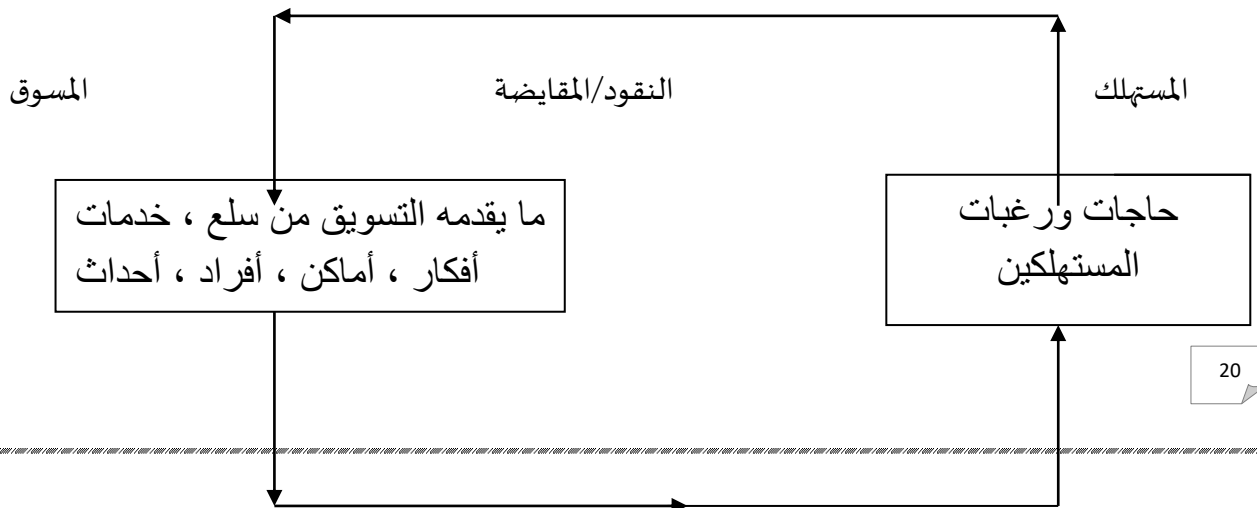 المستهلك
النقود/المقايضة
المسوق
حاجات ورغبات
المستهلكين
ما يقدمه التسويق من سلع ، خدمات
أفكار ، أماكن ، أفراد ، أحداث
20